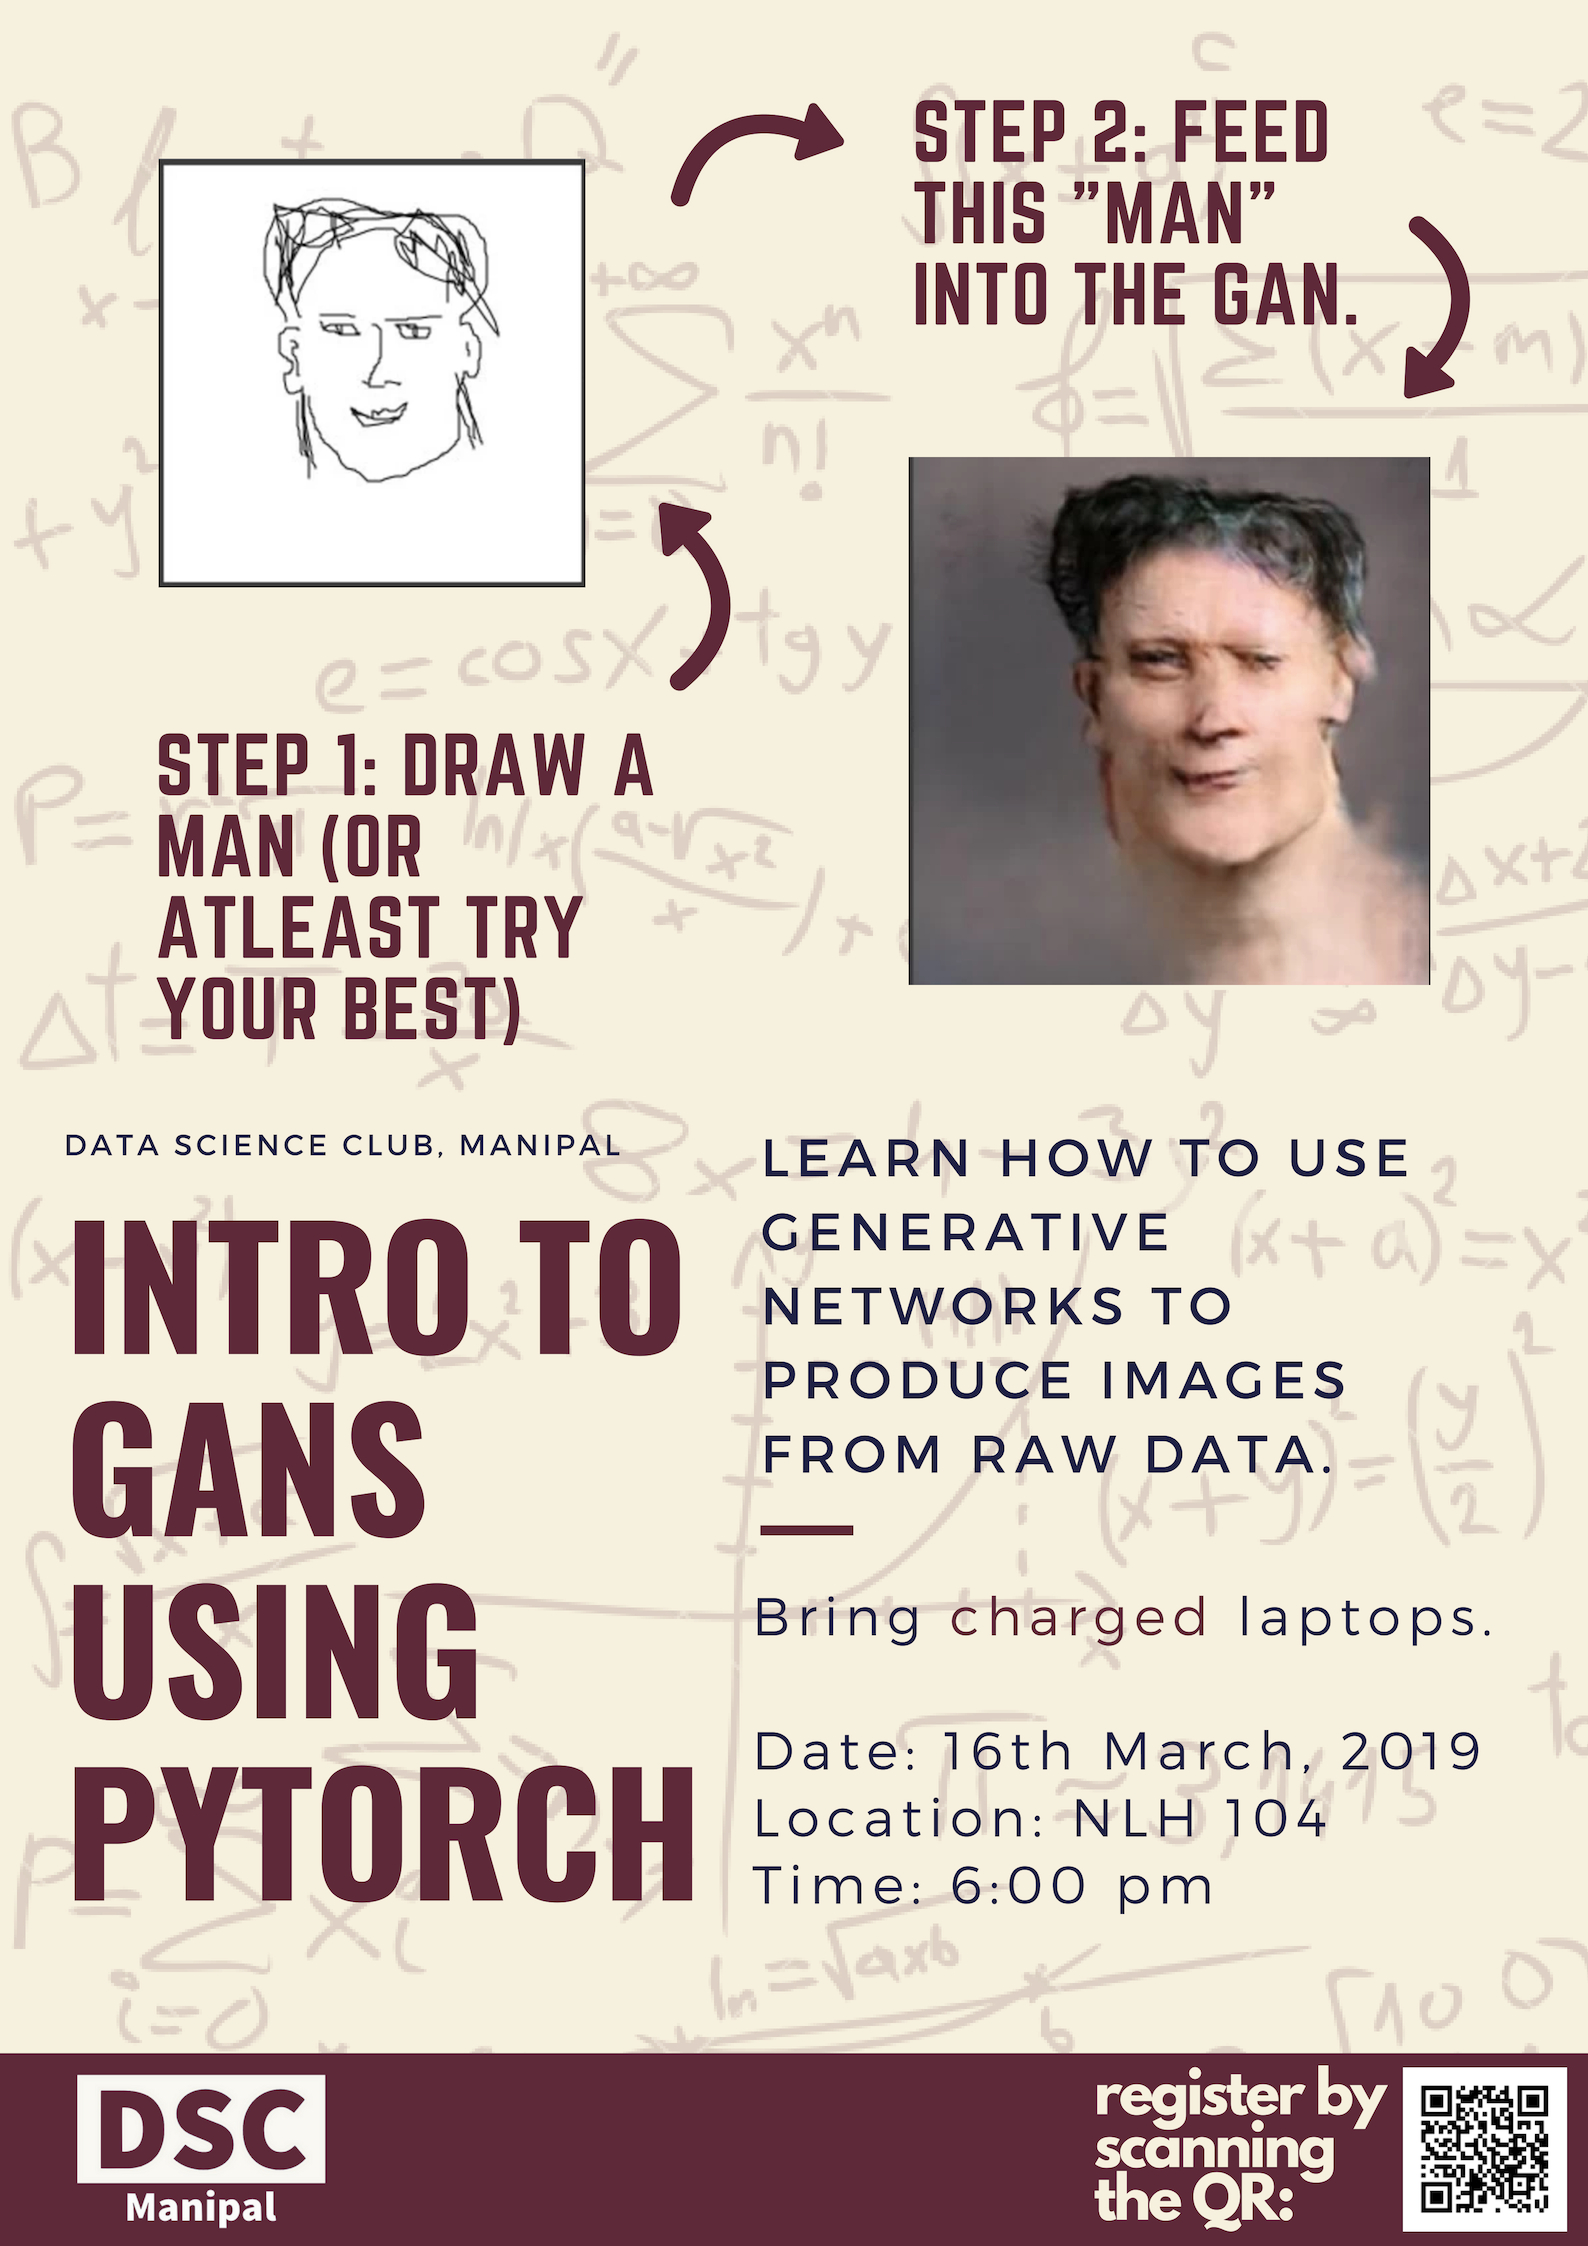 STEP 2: FEED
THIS "MAN"
INTO THE GAN.
STEP 1: DRAW A
MAN (OR
ATLEAST TRY
YOUR BEST)
DATA SCIENCE CLUB, MANIPAL
INTRO TO
GANS
USING
PYTORCH
LEARN HOW TO USE
GENERATIVE
NETWORKS TO
PRODUCE IMAGES
FROM RAW DATA.
Bring charged laptops.
Date: 16th March, 2019
Location: NLH 104
Time: 6:00 pm
DSC
Manipal
register by
scanning
the QR: